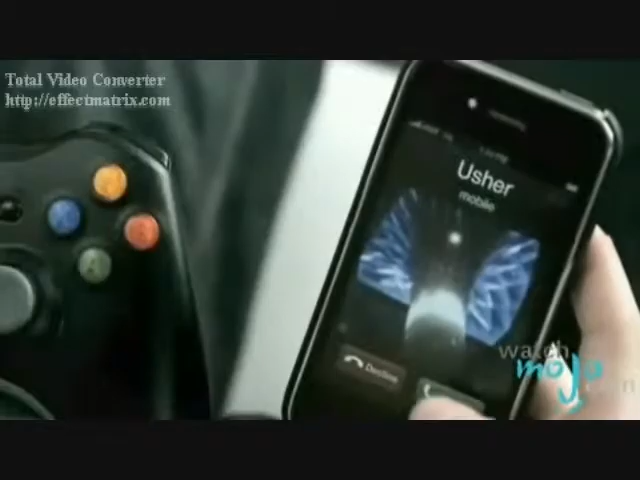 Total Video Converter
http://effectmatrix.com
Usher
mobile
Decline
watch
mojo